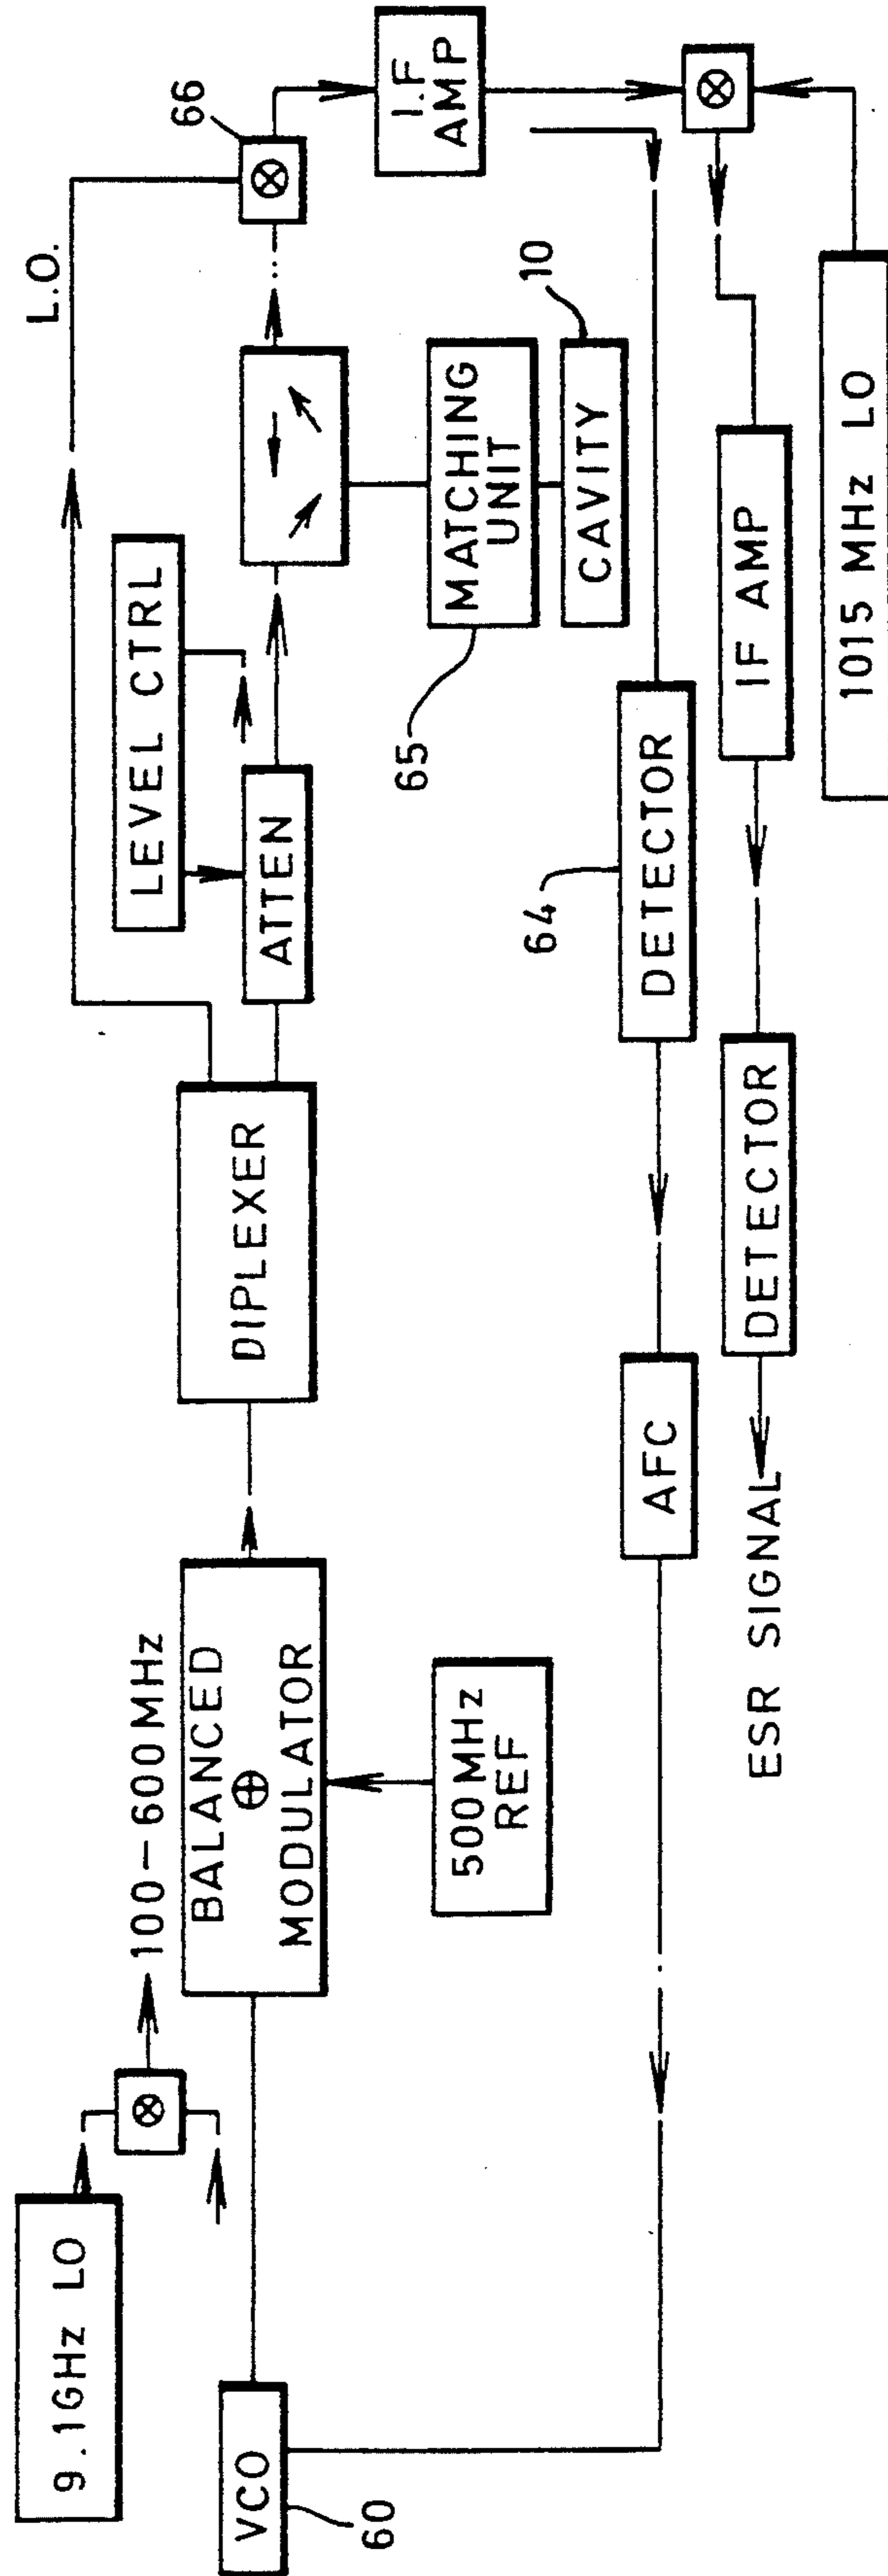 9.1GHz LO
100-600MHz
VCO
60
BALANCED
⊕
MODULATOR
500MHz
REF
DIPLEXER
LEVEL CTRL
ATTEN
L.O.
66
⊗
I.F
AMP
MATCHING
UNIT
65
CAVITY
10
DETECTOR
64
AFC
1015 MHz LO
IF AMP
DETECTOR
ESR SIGNAL